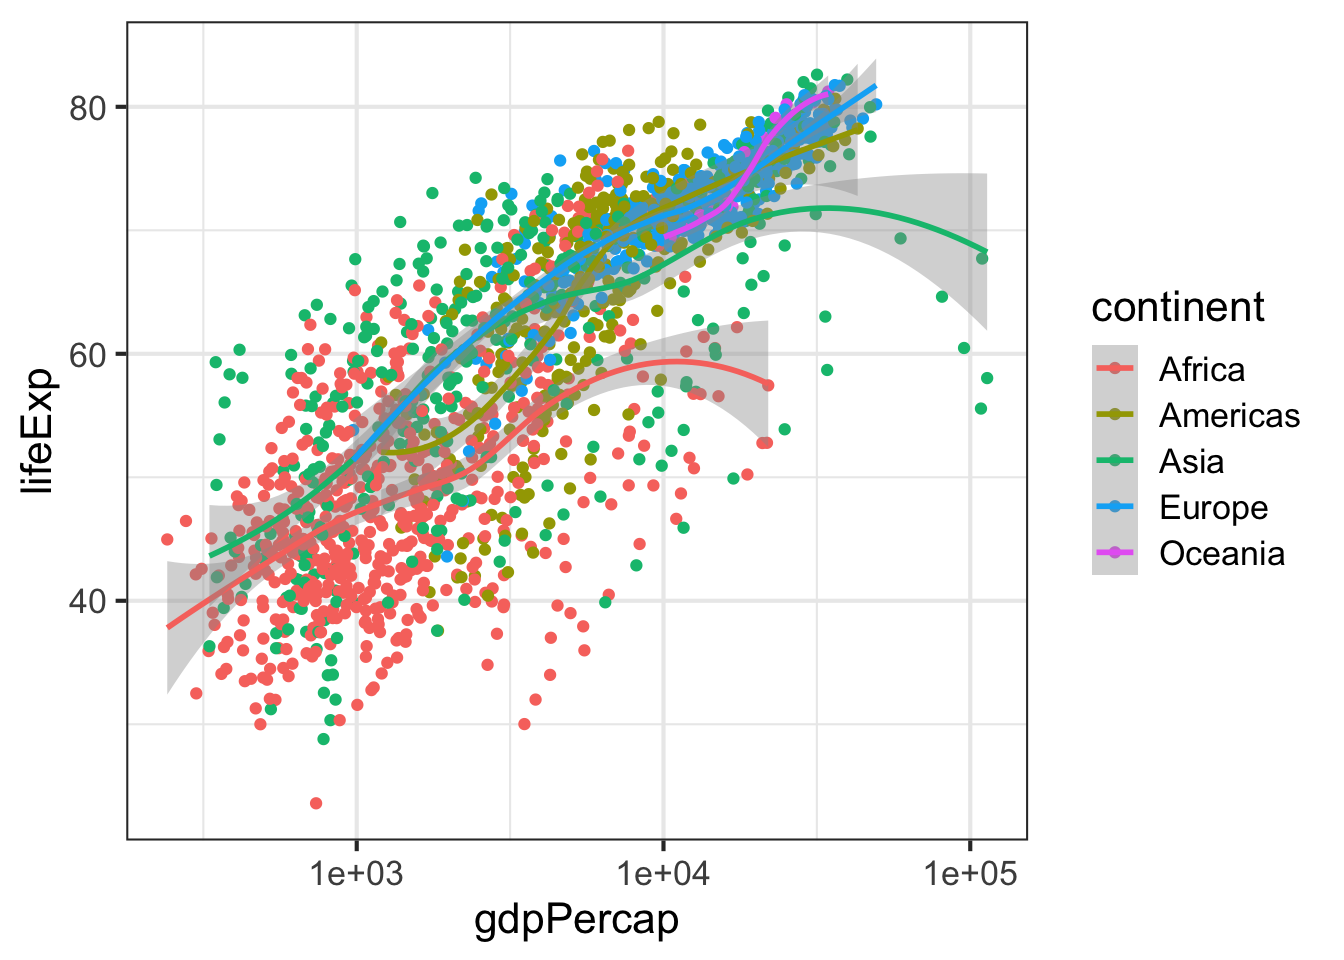 80
60
40
lifeExp
1e+03
1e+04
1e+05
gdpPercap
continent
Africa
Americas
Asia
Europe
Oceania